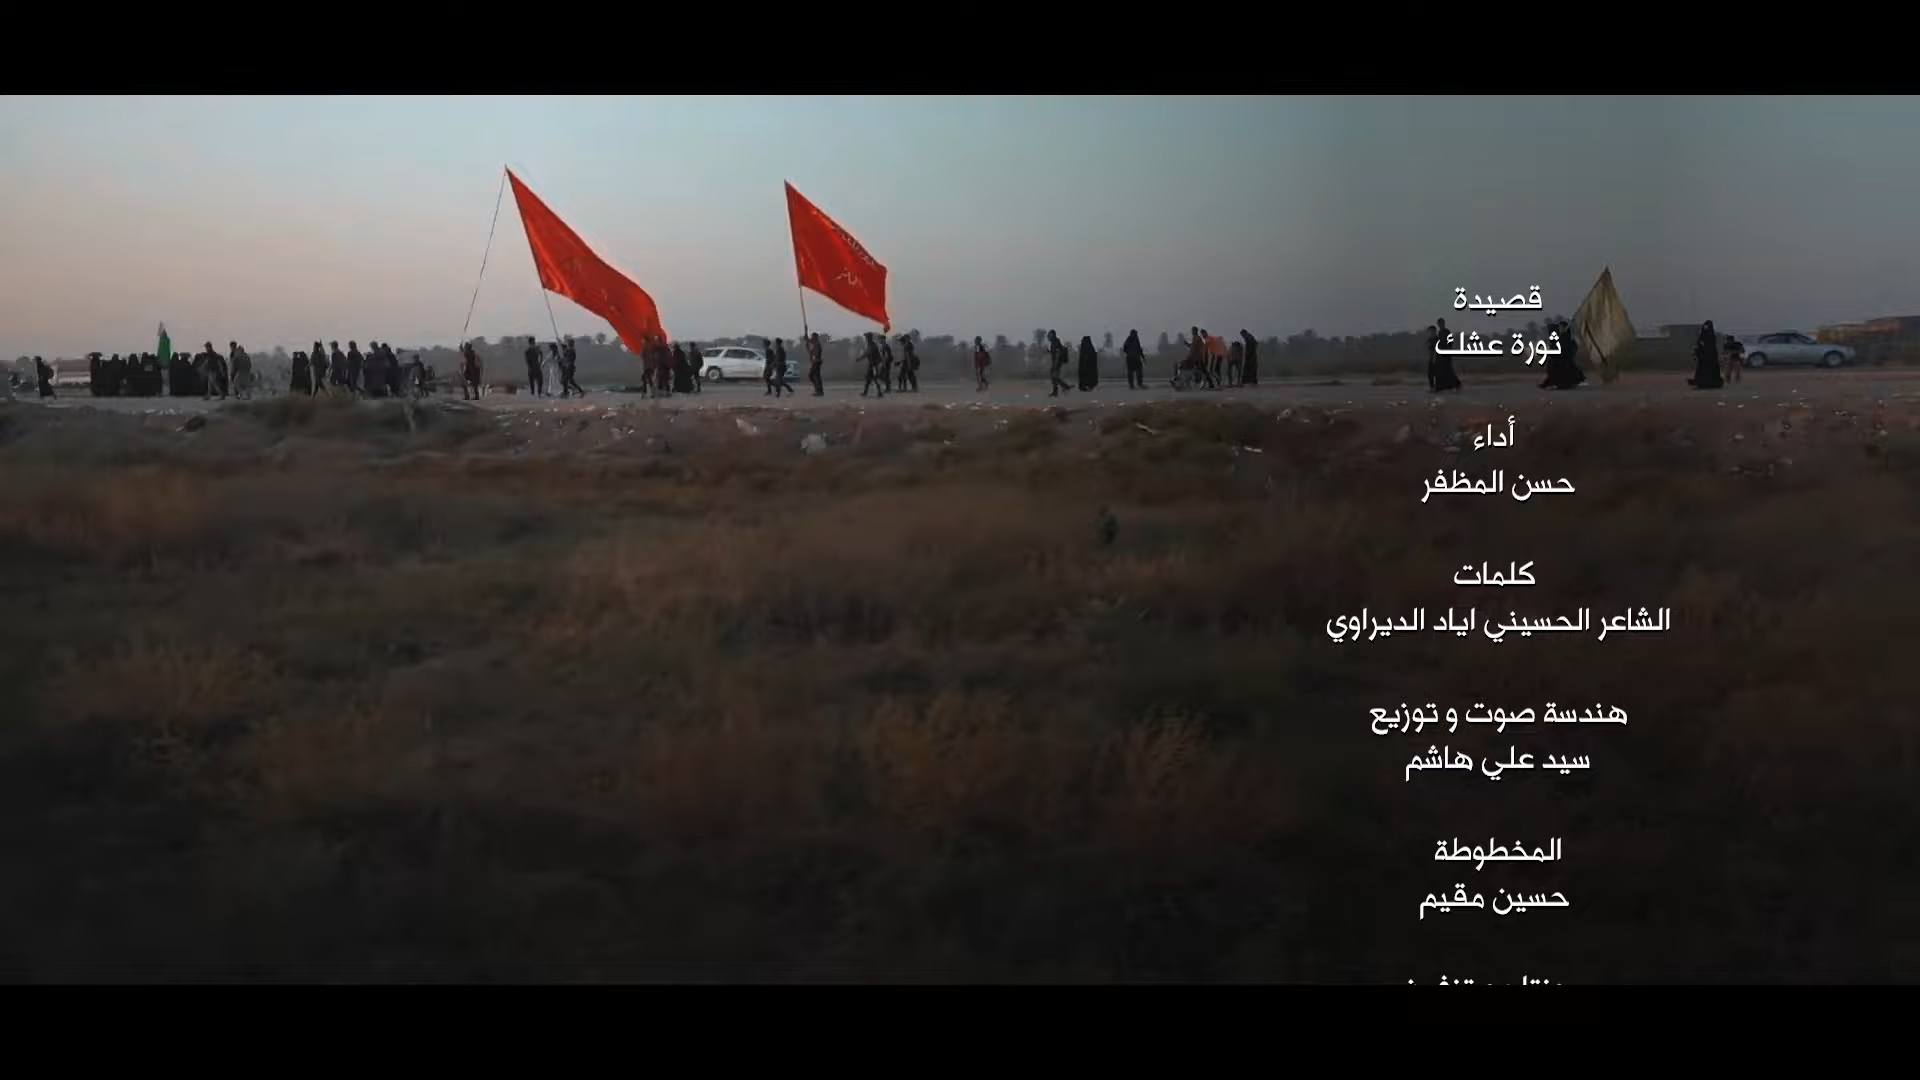 قصيدة
ثورة عشك
أداء
حسن المظفر
كلمات
الشاعر الحسيني اياد الديراوي
هندسة صوت و توزيع
سيد علي هاشم
المخطوطة
حسين مقيم